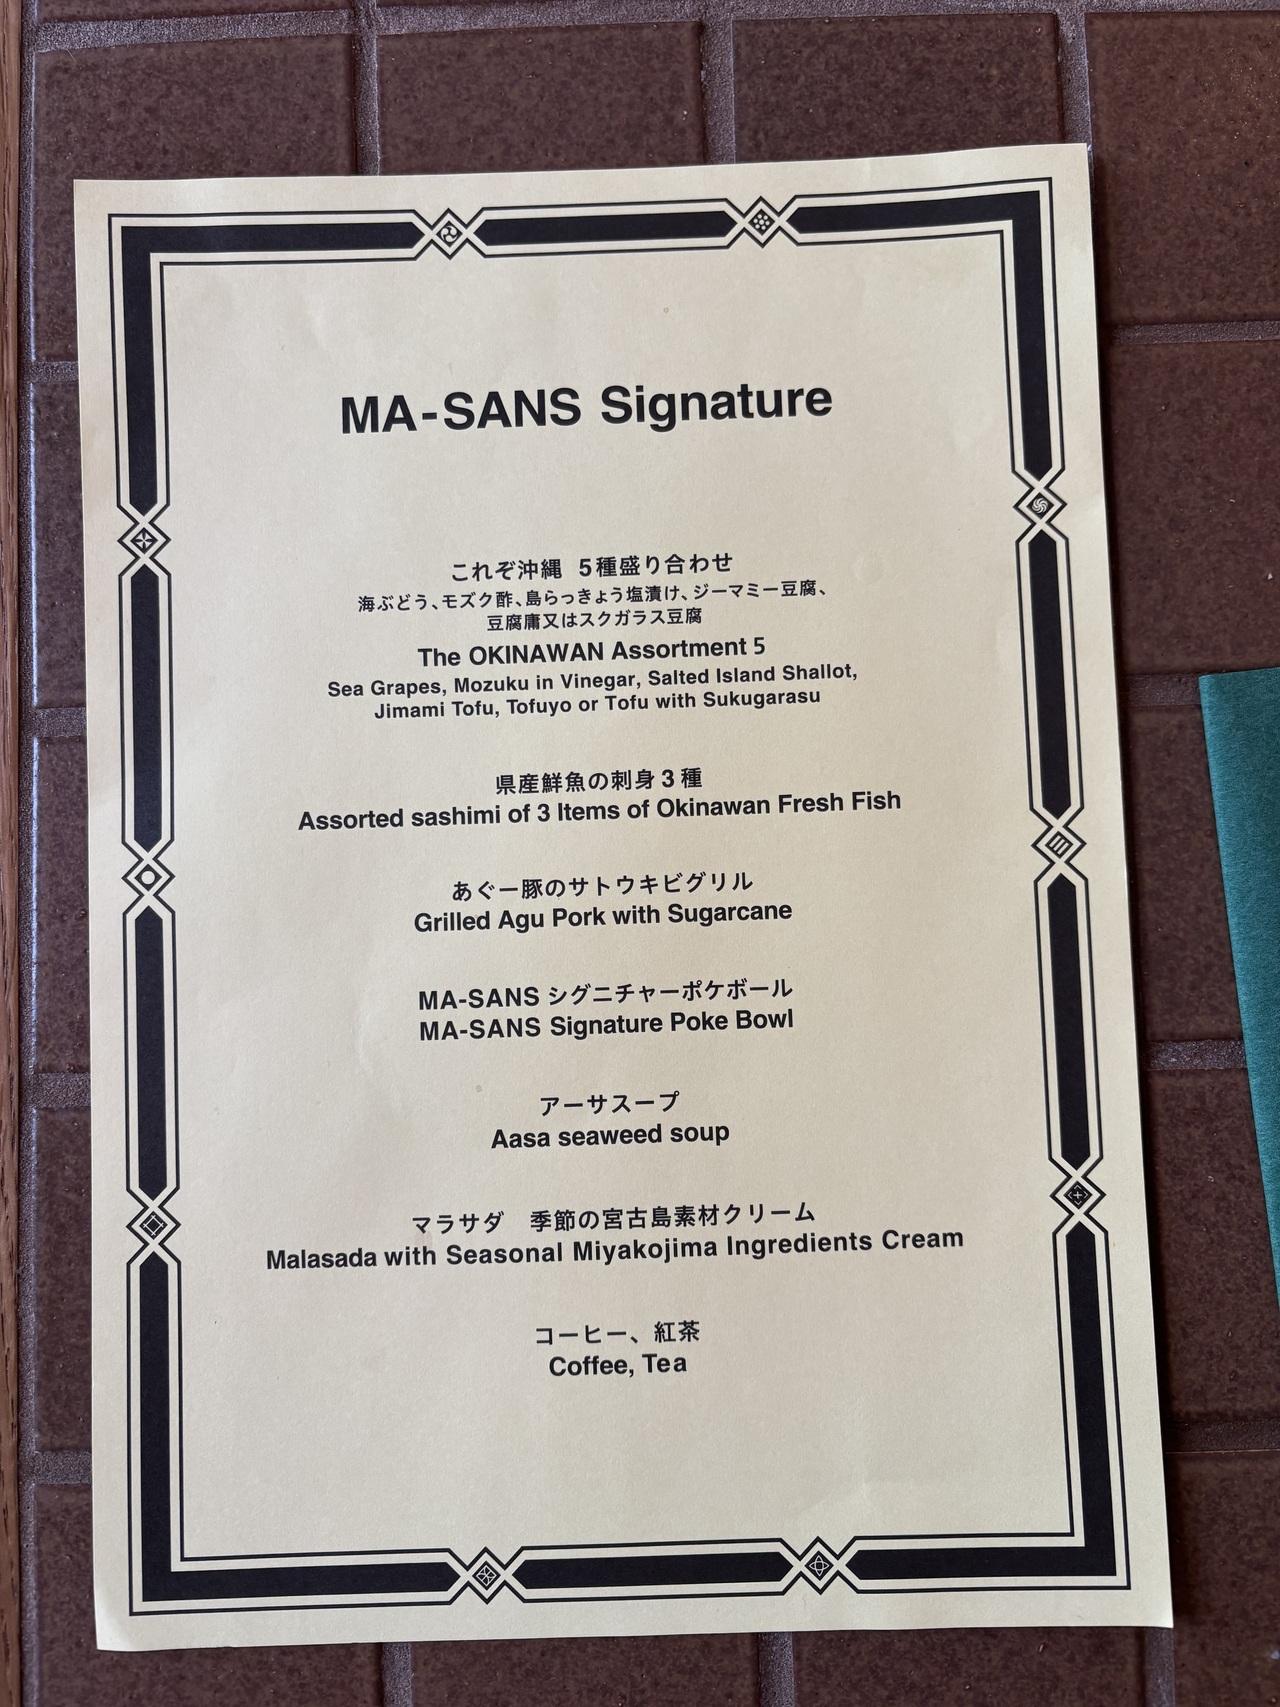 MA-SANS Signature
これぞ沖縄 5種盛り合わせ
海ぶどう、モズク酢、島らっきょう塩漬け、ジーマミー豆腐、
豆腐庸又はスクガラス豆腐
The OKINAWAN Assortment 5
Sea Grapes, Mozuku in Vinegar, Salted Island Shallot,
Jimami Tofu, Tofuyo or Tofu with Sukugarasu
県産鮮魚の刺身3種
Assorted sashimi of 3 Items of Okinawan Fresh Fish
あぐー豚のサトウキビグリル
Grilled Agu Pork with Sugarcane
MA-SANS シグニチャーポケボール
MA-SANS Signature Poke Bowl
アーサスープ
Aasa seaweed soup
マラサダ　季節の宮古島素材クリーム
Malasada with Seasonal Miyakojima Ingredients Cream
コーヒー、紅茶
Coffee, Tea